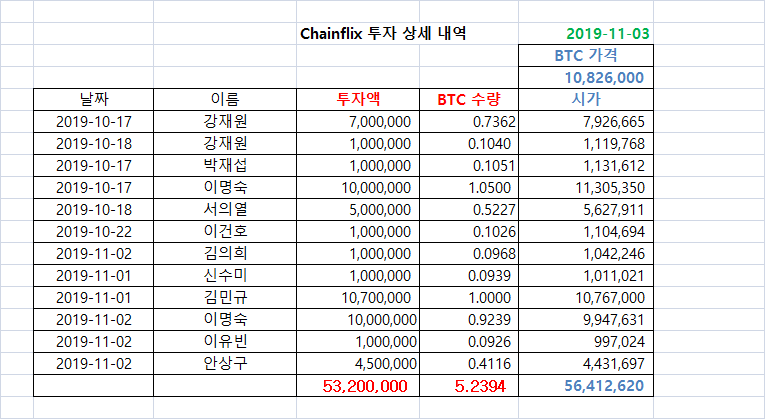 Chainflix 투자 상세 내역 2019-11-03
BTC 가격
10,826,000
날짜 이름 투자액 BTC 수량 시가
2019-10-17 강재원 7,000,000 0.7362 7,926,665
2019-10-18 강재원 1,000,000 0.1040 1,119,768
2019-10-17 박재섭 1,000,000 0.1051 1,131,612
2019-10-17 이명숙 10,000,000 1.0500 11,305,350
2019-10-18 서의열 5,000,000 0.5227 5,627,911
2019-10-22 이건호 1,000,000 0.1026 1,104,694
2019-11-02 김의희 1,000,000 0.0968 1,042,246
2019-11-01 신수미 1,000,000 0.0939 1,011,021
2019-11-01 김민규 10,700,000 1.0000 10,767,000
2019-11-02 이명숙 10,000,000 0.9239 9,947,631
2019-11-02 이유빈 1,000,000 0.0926 997,024
2019-11-02 안상구 4,500,000 0.4116 4,431,697
53,200,000 5.2394 56,412,620